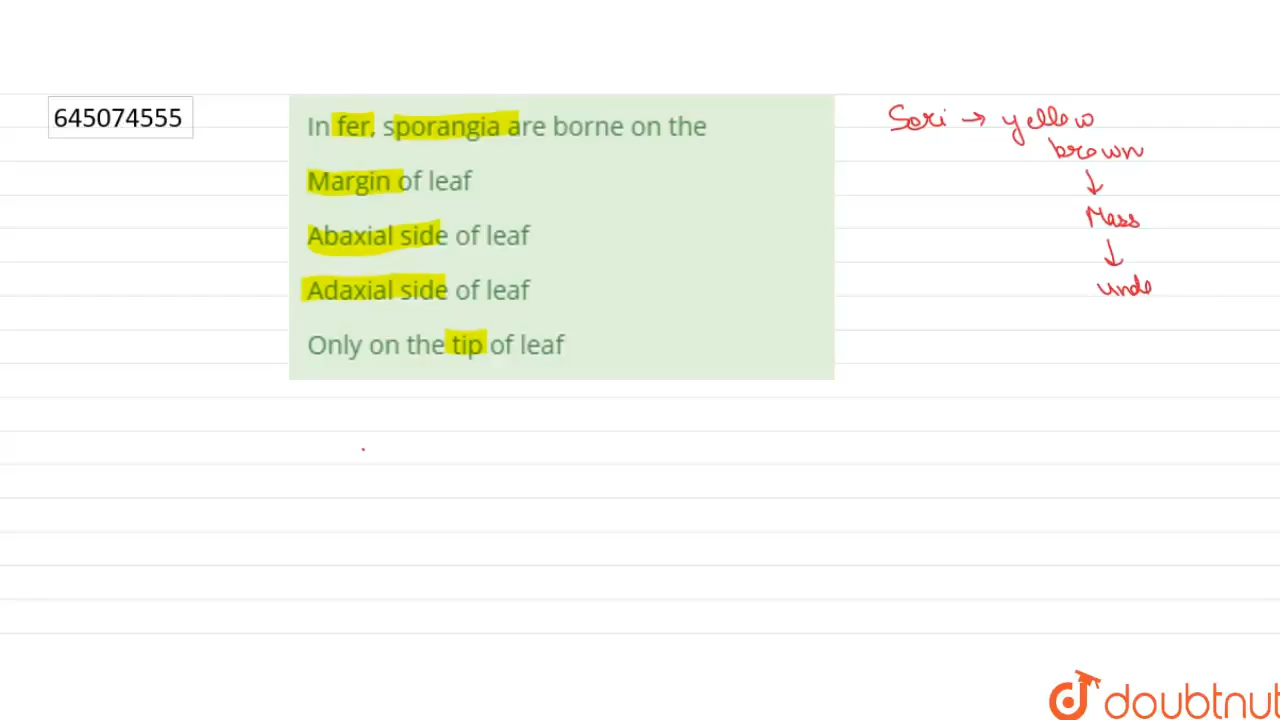 645074555
In fer, sporangia are borne on the
Margin of leaf
Abaxial side of leaf
Adaxial side of leaf
Only on the tip of leaf
Sori → yellow
brown
↓
Mass
↓
unde
doubtnut